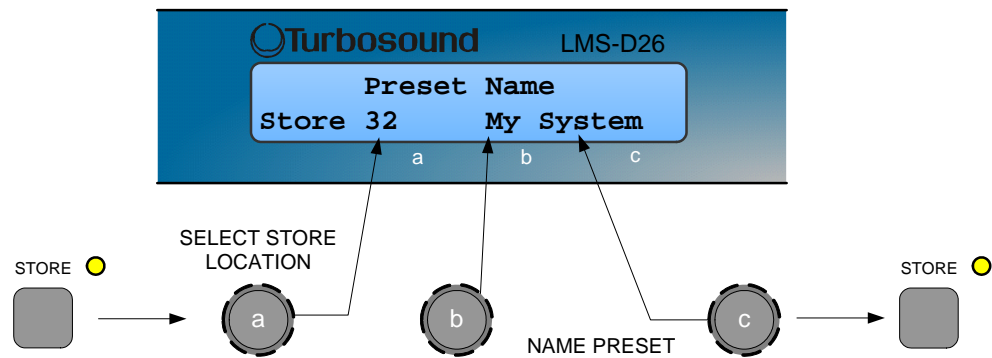 Turbosound LMS-D26
Preset Name
Store 32 My System
a b c
SELECT STORE
LOCATION
STORE
STORE
a
b
c
NAME PRESET